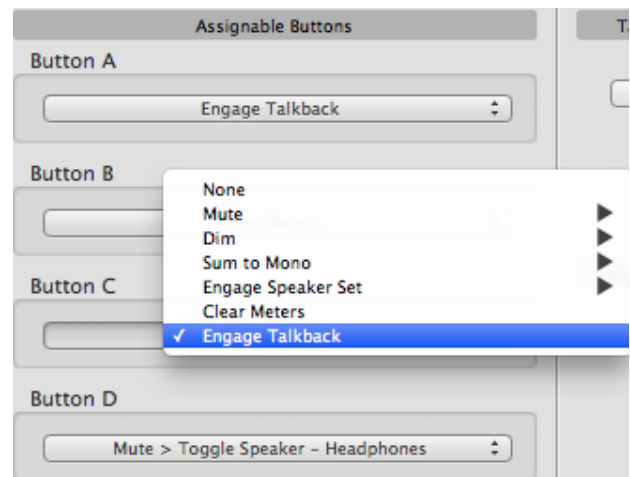 Assignable Buttons
Button A
Engage Talkback
Button B
None
Mute
Dim
Sum to Mono
Engage Speaker Set
Clear Meters
✓ Engage Talkback
Button C
Button D
Mute > Toggle Speaker – Headphones